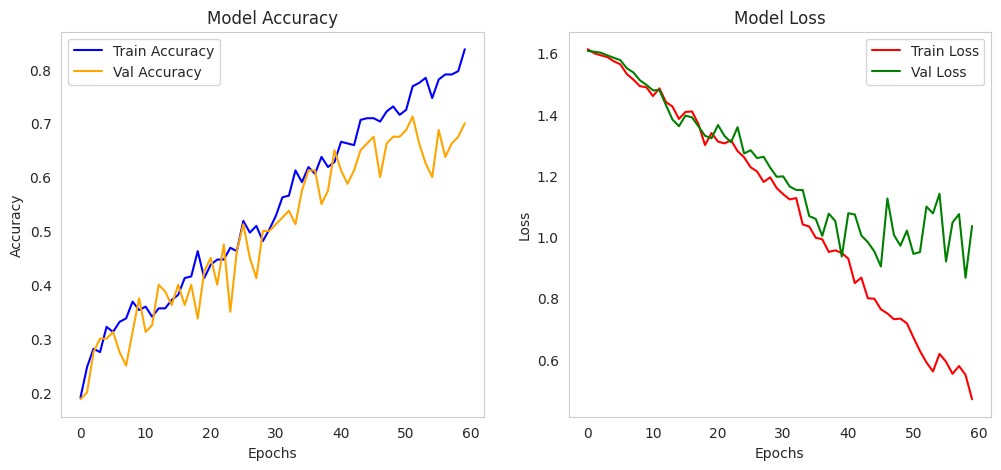 Model Accuracy
Train Accuracy
Val Accuracy
0.8
0.7
0.6
0.5
0.4
0.3
0.2
Accuracy
0 10 20 30 40 50 60
Epochs
Model Loss
Train Loss
Val Loss
1.6
1.4
1.2
1.0
0.8
0.6
Loss
0 10 20 30 40 50 60
Epochs